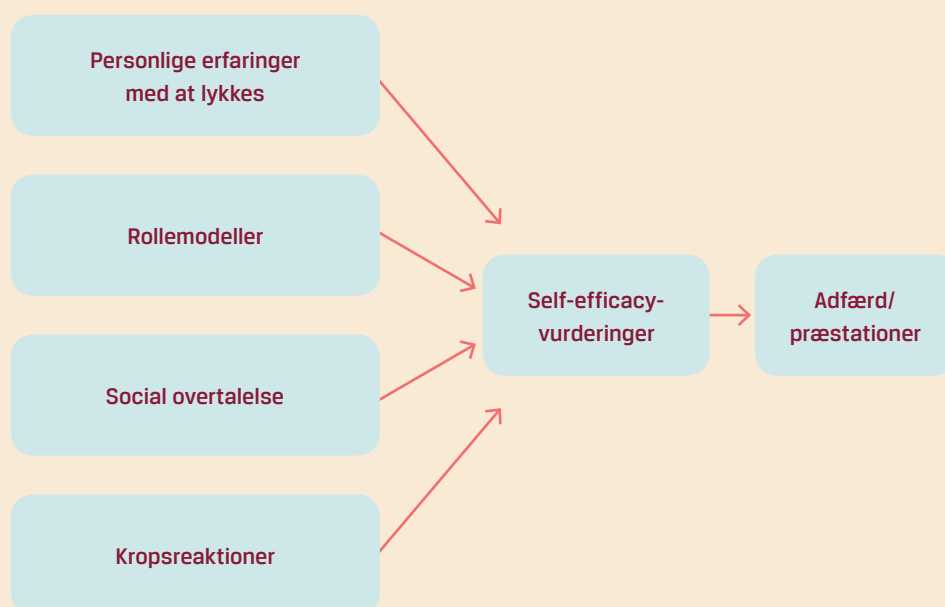 Personlige erfaringer
med at lykkes
Rollemodeller
Social overtalelse
Kropsreaktioner
Self-efficacy-
vurderinger
Adfærd/
præstationer